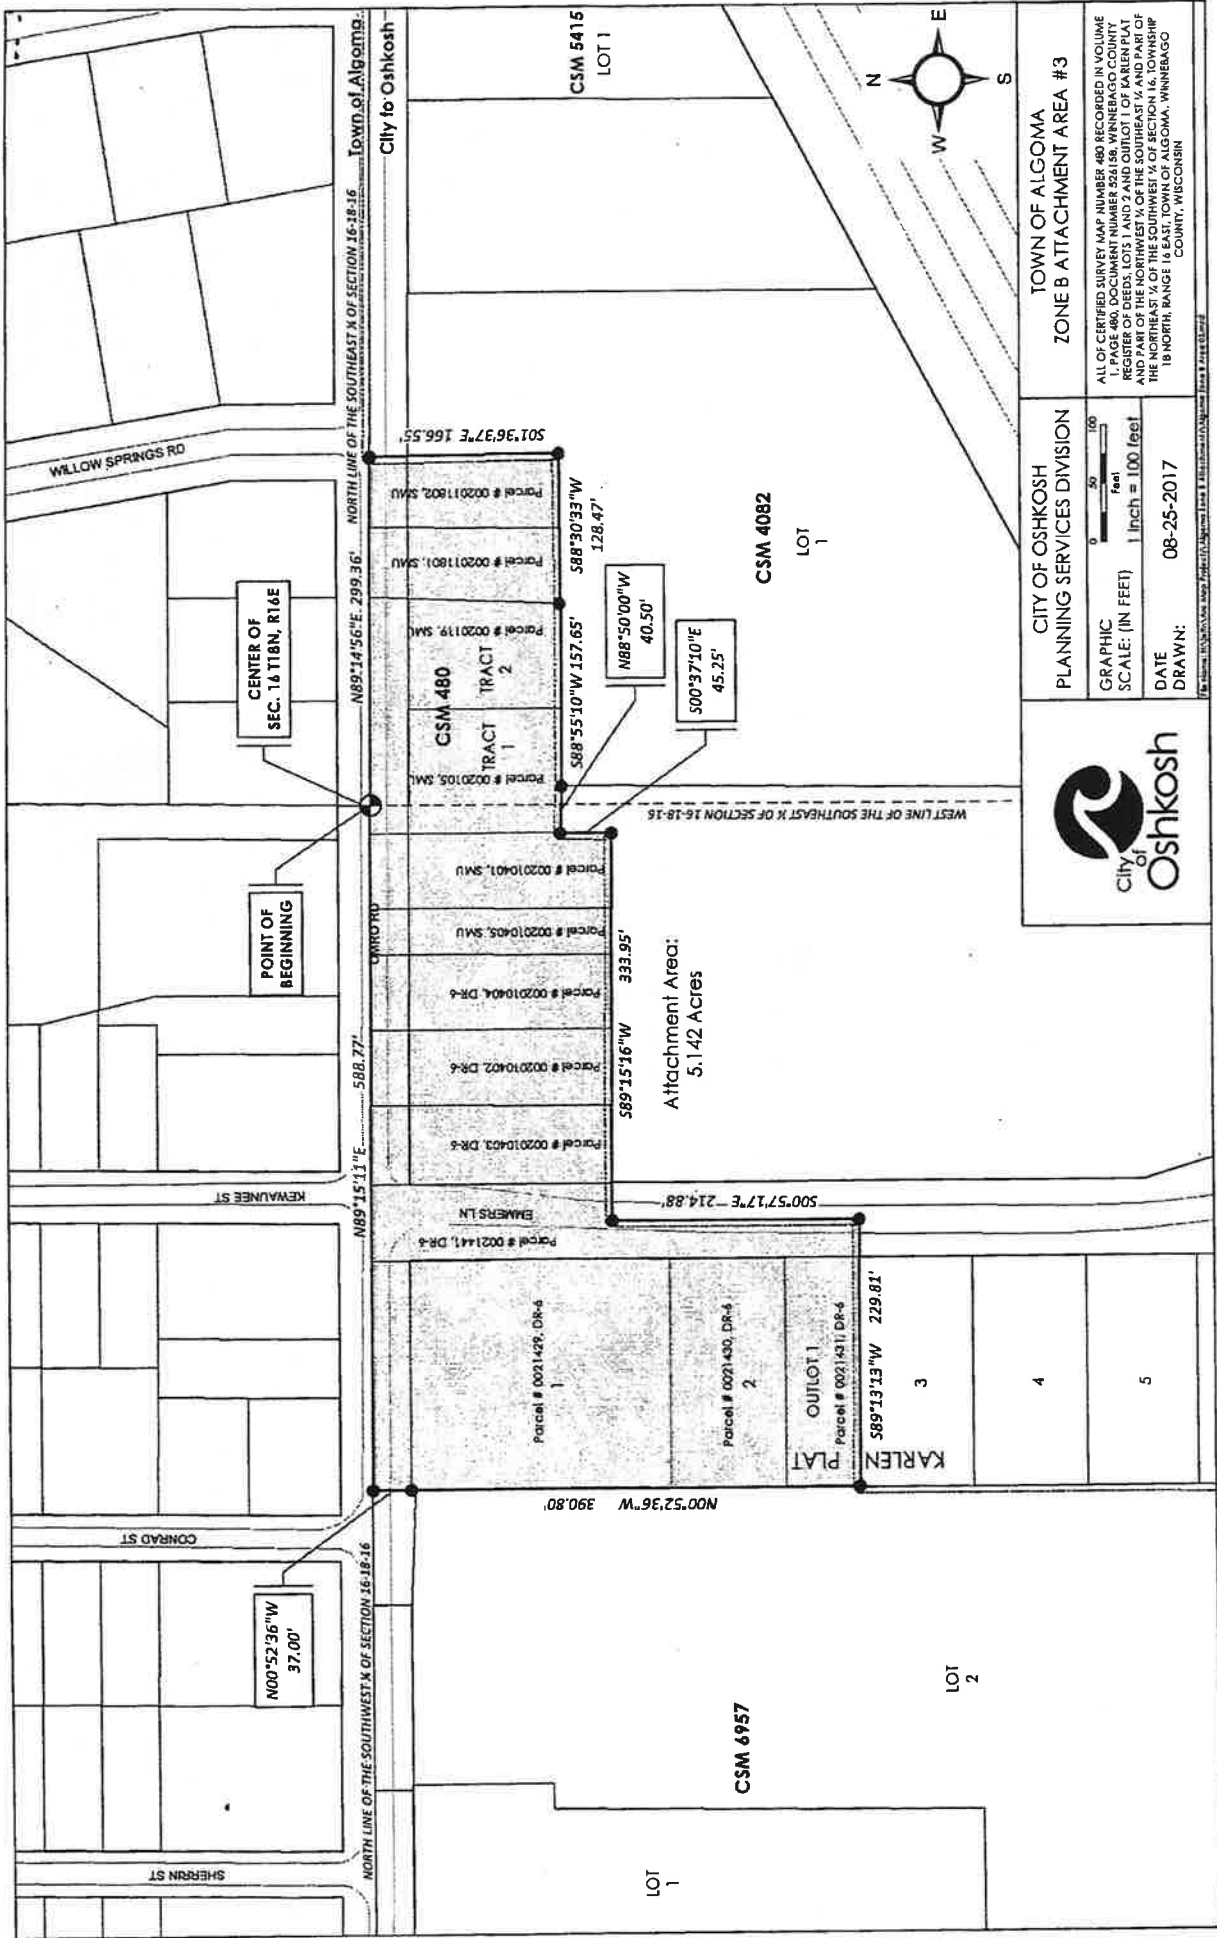 WILLOW SPRINGS RD
KEWAUNEE ST
CONRAD ST
SHERRIN ST
CENTER OF
SEC. 16 T18N, R16E
POINT OF
BEGINNING
N00°52'36"W
37.00'
NORTH LINE OF THE SOUTHWEST ¼ OF SECTION 16-18-16
N89°15'11"E 588.77'
N89°14'56"E 299.36'
NORTH LINE OF THE SOUTHEAST ¼ OF SECTION 16-18-16
Town of Algoma
City fo Oshkosh
OMRO RD
EMMERS LN
CSM 480
TRACT
1
TRACT
2
Parcel # 002011802, SMU
Parcel # 002011801, SMU
Parcel # 0020119, SMU
Parcel # 0020105, SMU
Parcel # 002010401, SMU
Parcel # 002010405, SMU
Parcel # 002010404, DR-6
Parcel # 002010402, DR-6
Parcel # 002010403, DR-6
Parcel # 0021441, DR-6
Parcel # 0021429, DR-6
1
Parcel # 0021430, DR-6
2
OUTLOT 1
Parcel # 0021431, DR-6
KARLEN
PLAT
3
4
5
S01°36'37"E 166.55'
S88°30'33"W
128.47'
S88°55'10"W 157.65'
N88°50'00"W
40.50'
S00°37'10"E
45.25'
S89°15'16"W 333.95'
S00°57'17"E 214.88'
S89°13'13"W 229.81'
N00°52'36"W 390.80'
WEST LINE OF THE SOUTHEAST ¼ OF SECTION 16-18-16
Attachment Area:
5.142 Acres
CSM 6957
LOT
1
LOT
2
CSM 4082
LOT
1
CSM 5415
LOT 1
N
E
S
W
City
of
Oshkosh
CITY OF OSHKOSH
PLANNING SERVICES DIVISION
GRAPHIC
SCALE: (IN FEET)
0 50 100
Feet
1 inch = 100 feet
DATE
DRAWN: 08-25-2017
TOWN OF ALGOMA
ZONE B ATTACHMENT AREA #3
ALL OF CERTIFIED SURVEY MAP NUMBER 480 RECORDED IN VOLUME
1, PAGE 480, DOCUMENT NUMBER 526158, WINNEBAGO COUNTY
REGISTER OF DEEDS, LOTS 1 AND 2 AND OUTLOT 1 OF KARLEN PLAT
AND PART OF THE NORTHWEST ¼ OF THE SOUTHEAST ¼ AND PART OF
THE NORTHEAST ¼ OF THE SOUTHWEST ¼ OF SECTION 16, TOWNSHIP
18 NORTH, RANGE 16 EAST, TOWN OF ALGOMA, WINNEBAGO
COUNTY, WISCONSIN